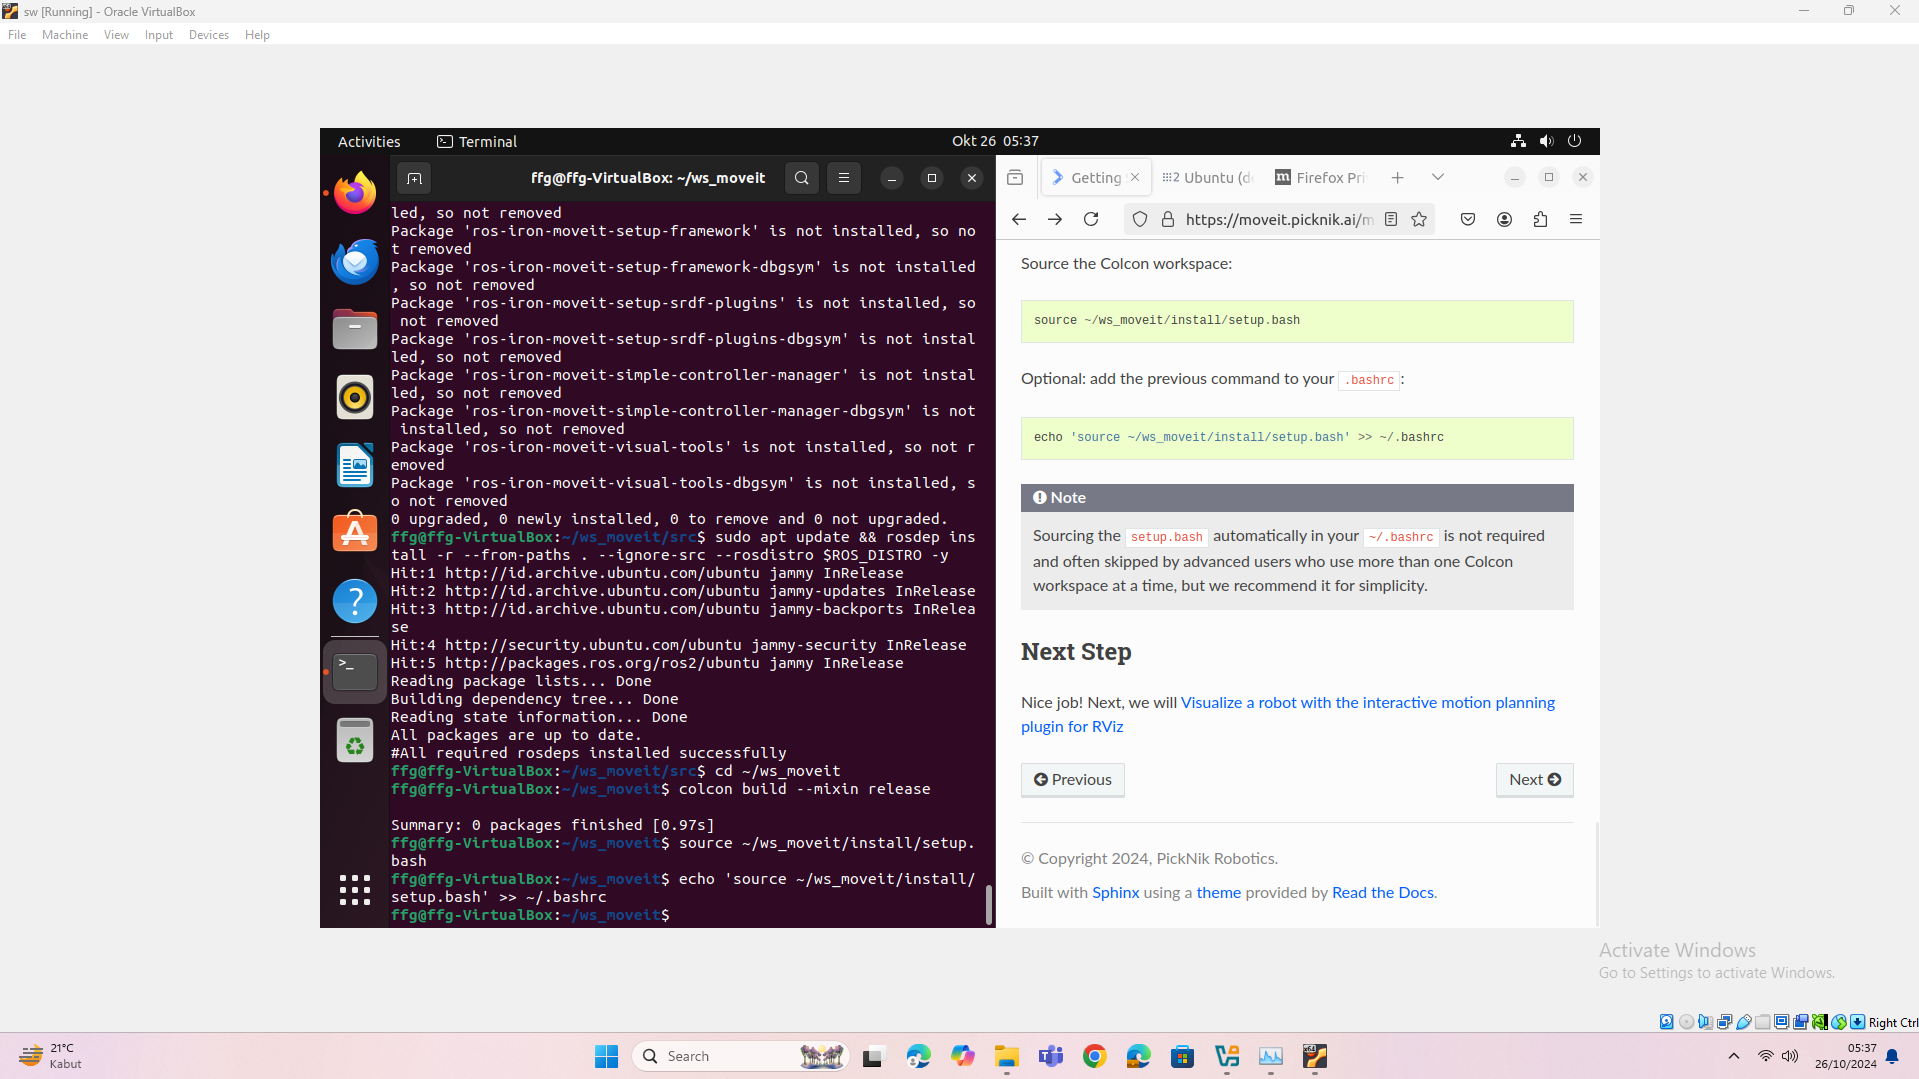 sw [Running] - Oracle VirtualBox
File Machine View Input Devices Help
Activities Terminal Okt 26 05:37
ffg@ffg-VirtualBox: ~/ws_moveit
led, so not removed
Package 'ros-iron-moveit-setup-framework' is not installed, so no
t removed
Package 'ros-iron-moveit-setup-framework-dbgsym' is not installed
, so not removed
Package 'ros-iron-moveit-setup-srdf-plugins' is not installed, so
 not removed
Package 'ros-iron-moveit-setup-srdf-plugins-dbgsym' is not instal
led, so not removed
Package 'ros-iron-moveit-simple-controller-manager' is not instal
led, so not removed
Package 'ros-iron-moveit-simple-controller-manager-dbgsym' is not
 installed, so not removed
Package 'ros-iron-moveit-visual-tools' is not installed, so not r
emoved
Package 'ros-iron-moveit-visual-tools-dbgsym' is not installed, s
o not removed
0 upgraded, 0 newly installed, 0 to remove and 0 not upgraded.
ffg@ffg-VirtualBox:~/ws_moveit/src$ sudo apt update && rosdep ins
tall -r --from-paths . --ignore-src --rosdistro $ROS_DISTRO -y
Hit:1 http://id.archive.ubuntu.com/ubuntu jammy InRelease
Hit:2 http://id.archive.ubuntu.com/ubuntu jammy-updates InRelease
Hit:3 http://id.archive.ubuntu.com/ubuntu jammy-backports InRelea
se
Hit:4 http://security.ubuntu.com/ubuntu jammy-security InRelease
Hit:5 http://packages.ros.org/ros2/ubuntu jammy InRelease
Reading package lists... Done
Building dependency tree... Done
Reading state information... Done
All packages are up to date.
#All required rosdeps installed successfully
ffg@ffg-VirtualBox:~/ws_moveit/src$ cd ~/ws_moveit
ffg@ffg-VirtualBox:~/ws_moveit$ colcon build --mixin release
Summary: 0 packages finished [0.97s]
ffg@ffg-VirtualBox:~/ws_moveit$ source ~/ws_moveit/install/setup.
bash
ffg@ffg-VirtualBox:~/ws_moveit$ echo 'source ~/ws_moveit/install/
setup.bash' >> ~/.bashrc
ffg@ffg-VirtualBox:~/ws_moveit$
Getting Ubuntu (de Firefox Pri
https://moveit.picknik.ai/m
Source the Colcon workspace:
source ~/ws_moveit/install/setup.bash
Optional: add the previous command to your .bashrc:
echo 'source ~/ws_moveit/install/setup.bash' >> ~/.bashrc
Note
Sourcing the setup.bash automatically in your ~/.bashrc is not required
and often skipped by advanced users who use more than one Colcon
workspace at a time, but we recommend it for simplicity.
Next Step
Nice job! Next, we will Visualize a robot with the interactive motion planning
plugin for RViz
Previous Next
© Copyright 2024, PickNik Robotics.
Built with Sphinx using a theme provided by Read the Docs.
Activate Windows
Go to Settings to activate Windows.
Right Ctrl
21°C
Kabut
Search
05:37
26/10/2024